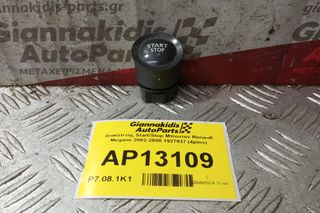 Giannakidis
AutoParts
ΜΕΤΑΧΕΙΡΙΣΜΕΝΑ
START
STOP
Giannakidis
AutoParts
Διακόπτης Start/Stop Μπουτόν Renault
Megane 2002-2008 1927937 (4pins)
AP13109
P7.08.1K1